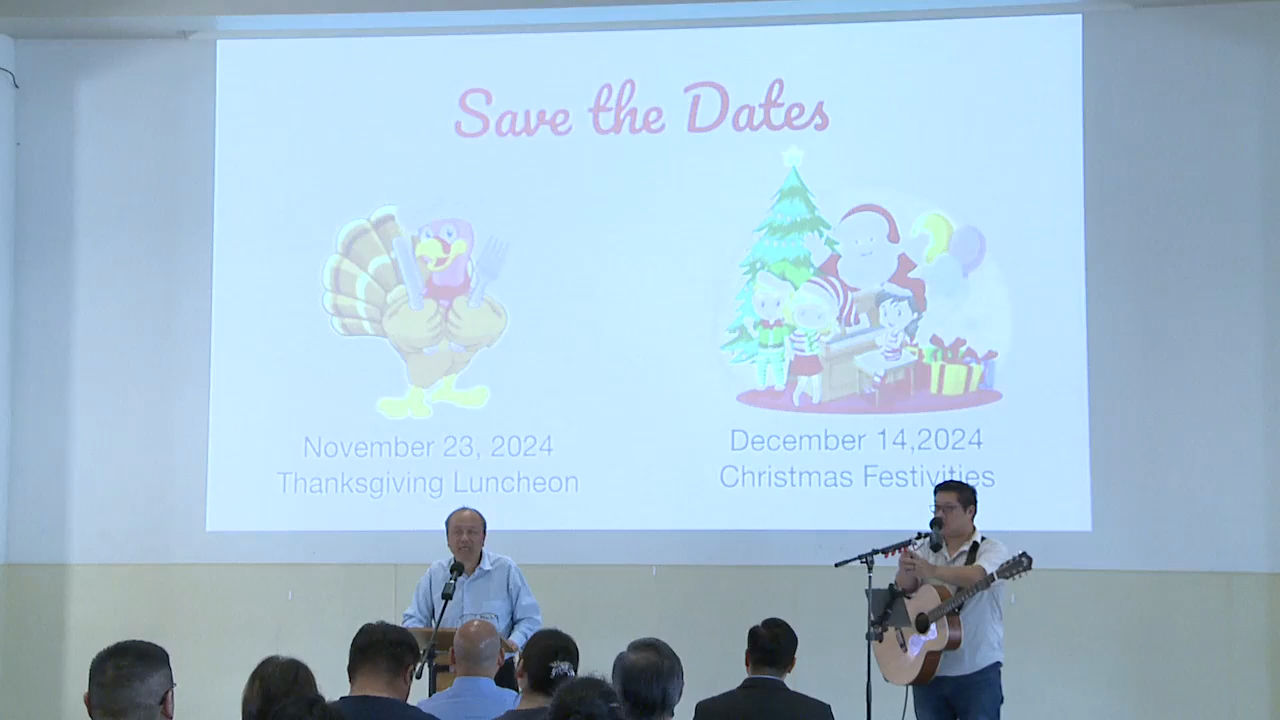 Save the Dates
November 23, 2024
Thanksgiving Luncheon
December 14,2024
Christmas Festivities